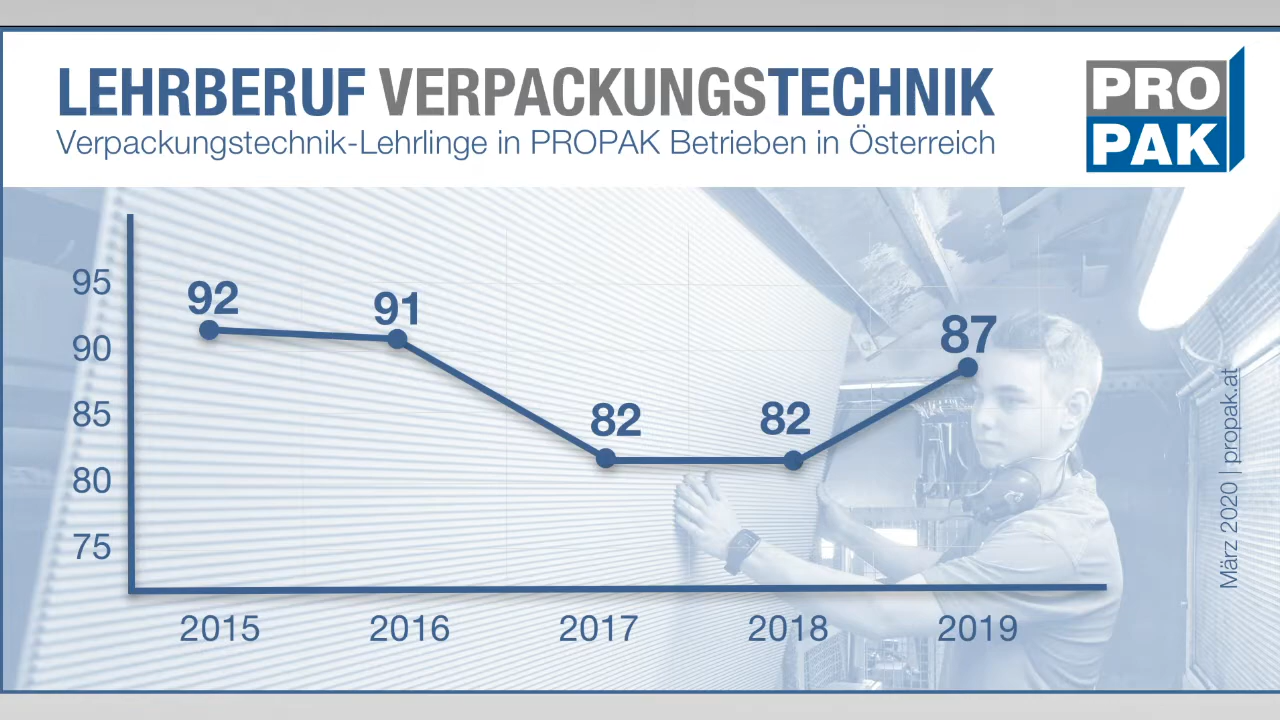 LEHRBERUF VERPACKUNGSTECHNIK
Verpackungstechnik-Lehrlinge in PROPAK Betrieben in Österreich
PRO
PAK
95
90
85
80
75
92
91
82
82
87
2015 2016 2017 2018 2019
März 2020 | propak.at